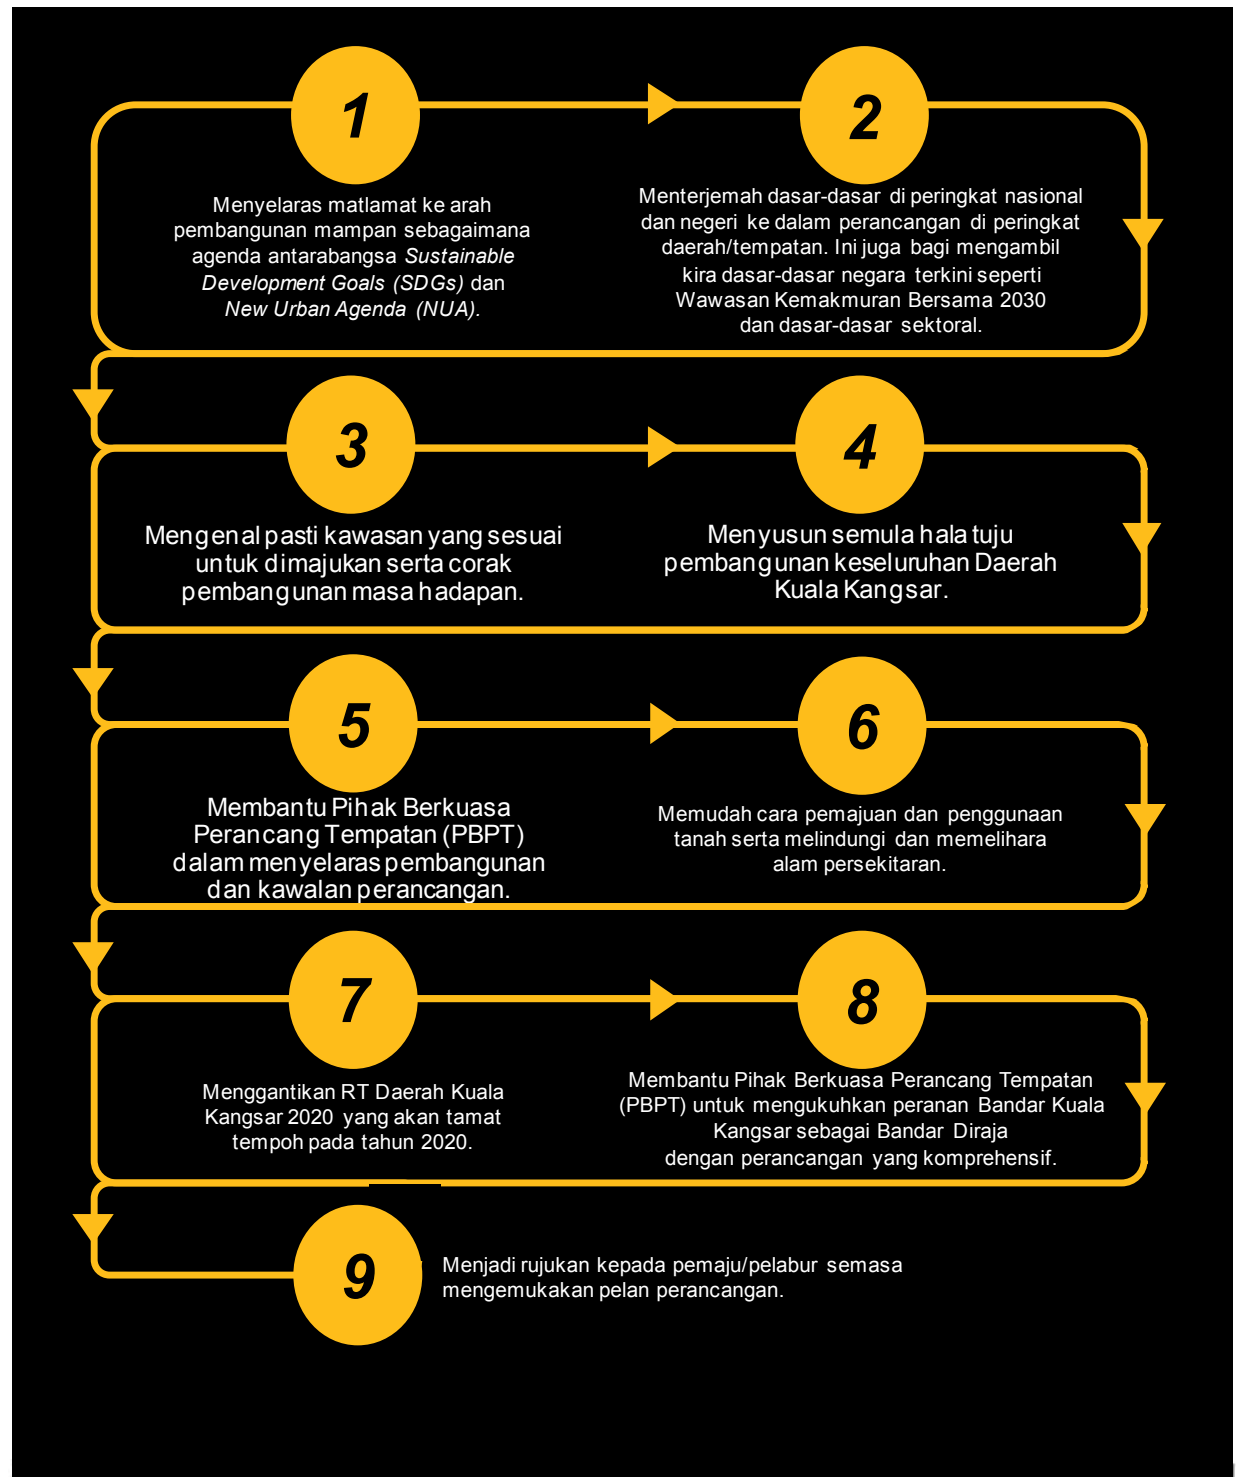 1
Menyelaras matlamat ke arah
pembangunan mampan sebagaimana
agenda antarabangsa Sustainable
Development Goals (SDGs) dan
New Urban Agenda (NUA).
2
Menterjemah dasar-dasar di peringkat nasional
dan negeri ke dalam perancangan di peringkat
daerah/tempatan. Ini juga bagi mengambil
kira dasar-dasar negara terkini seperti
Wawasan Kemakmuran Bersama 2030
dan dasar-dasar sektoral.
3
Mengenal pasti kawasan yang sesuai
untuk dimajukan serta corak
pembangunan masa hadapan.
4
Menyusun semula hala tuju
pembangunan keseluruhan Daerah
Kuala Kangsar.
5
Membantu Pihak Berkuasa
Perancang Tempatan (PBPT)
dalam menyelaras pembangunan
dan kawalan perancangan.
6
Memudah cara pemajuan dan penggunaan
tanah serta melindungi dan memelihara
alam persekitaran.
7
Menggantikan RT Daerah Kuala
Kangsar 2020 yang akan tamat
tempoh pada tahun 2020.
8
Membantu Pihak Berkuasa Perancang Tempatan
(PBPT) untuk mengukuhkan peranan Bandar Kuala
Kangsar sebagai Bandar Diraja
dengan perancangan yang komprehensif.
9
Menjadi rujukan kepada pemaju/pelabur semasa
mengemukakan pelan perancangan.